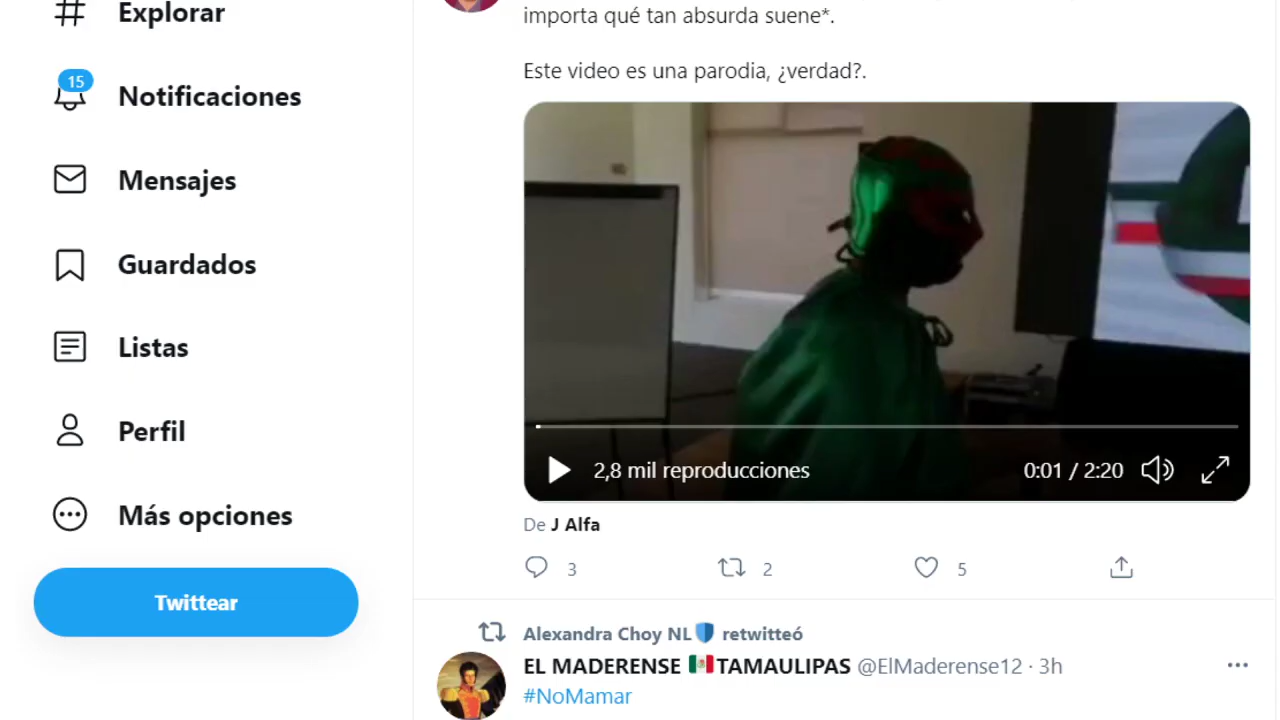 Explorar
15
Notificaciones
Mensajes
Guardados
Listas
Perfil
Más opciones
Twittear
importa qué tan absurda suene*.
Este video es una parodia, ¿verdad?.
2,8 mil reproducciones
0:01 / 2:20
De J Alfa
3
2
5
Alexandra Choy NL🛡️ retwitteó
EL MADERENSE 🇲🇽TAMAULIPAS @ElMaderense12 · 3h
#NoMamar